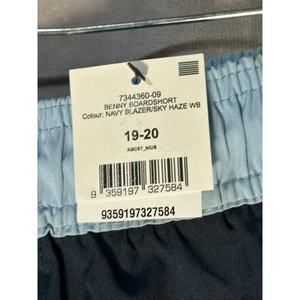 7344360-09
BENNY BOARDSHORT
Colour: NAVY BLAZER/SKY HAZE WB
19-20
9 359197 327584
9359197327584